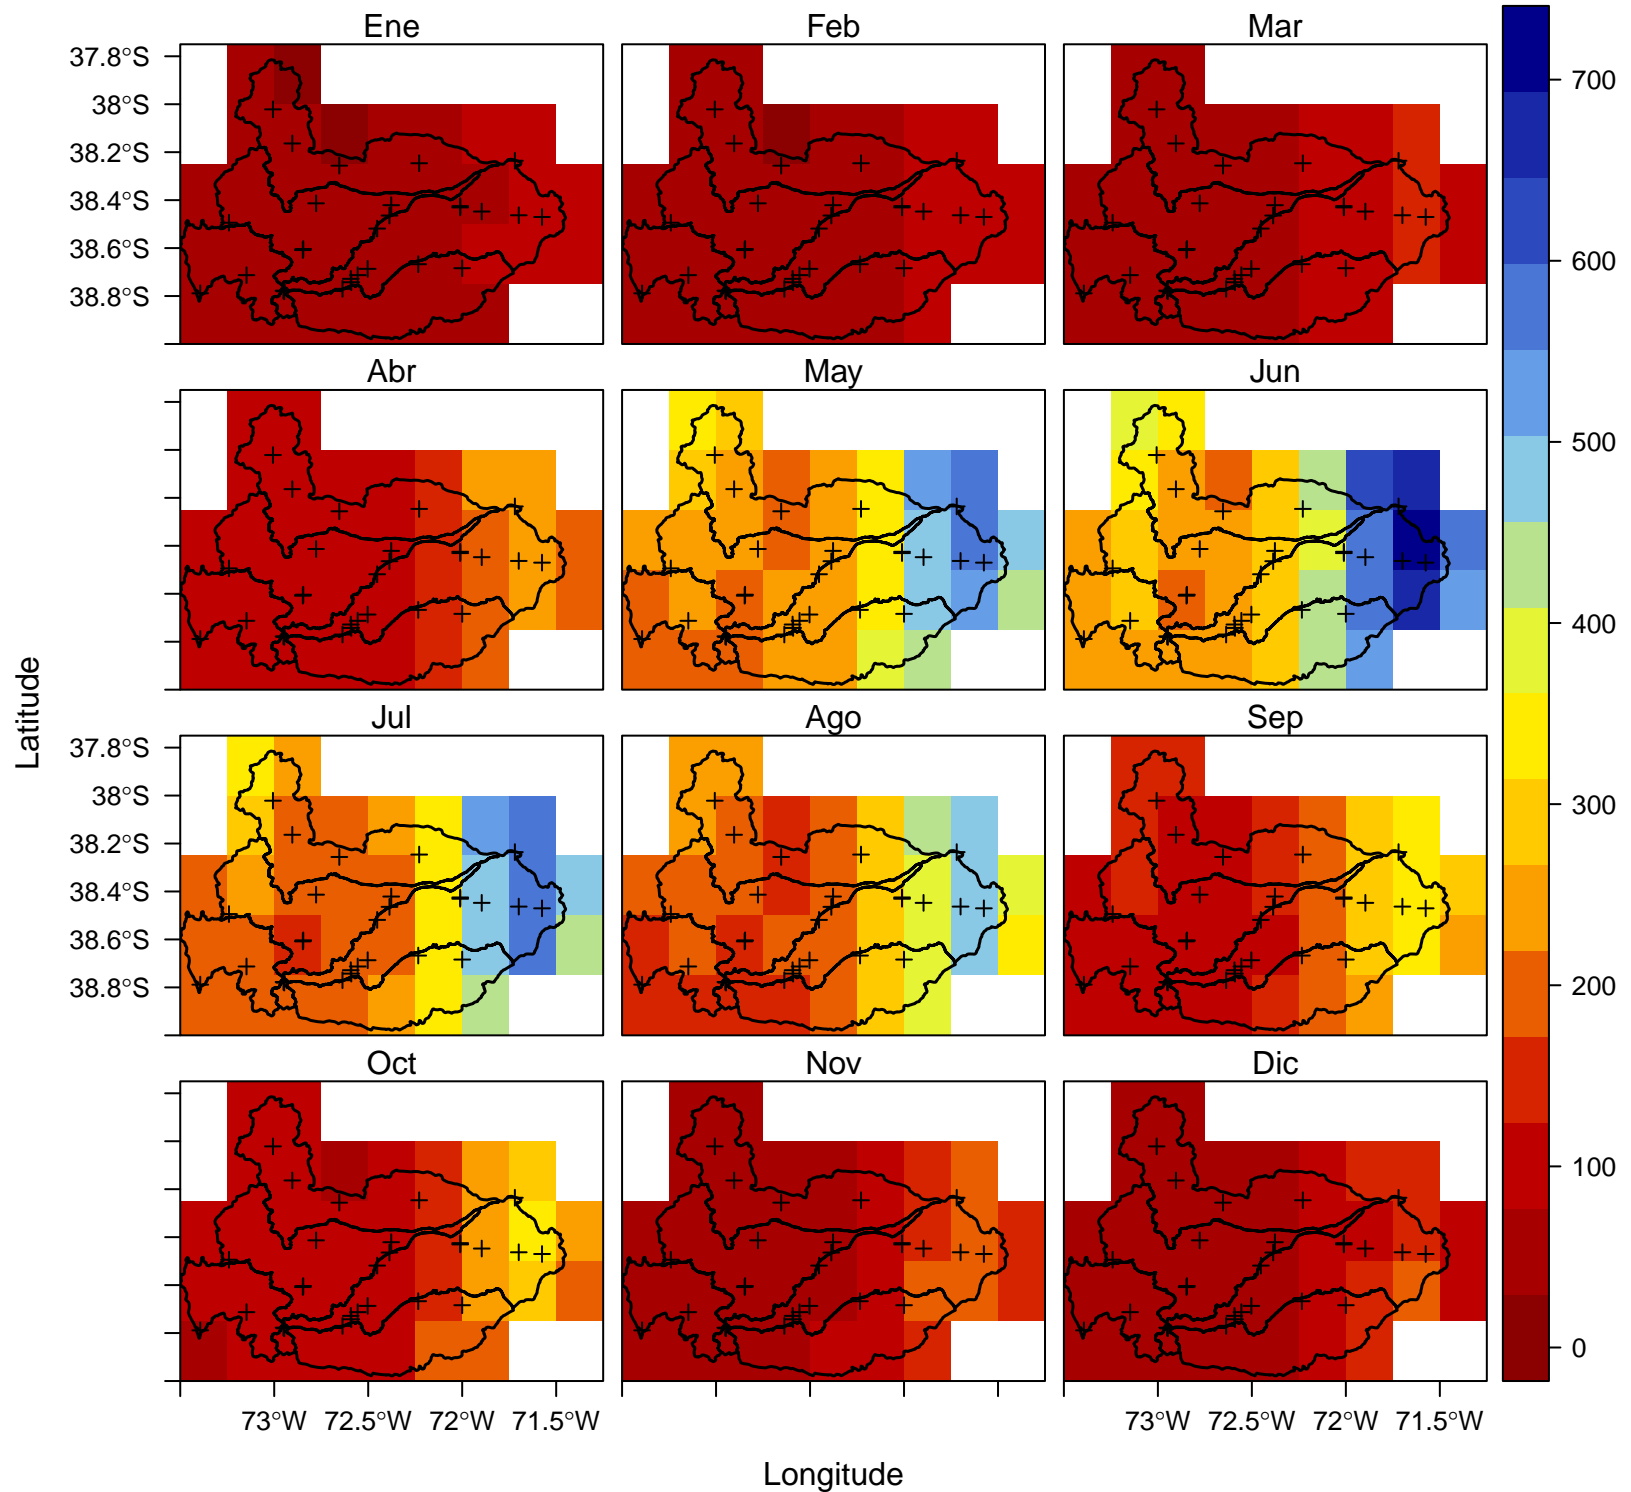 Ene Feb Mar
37.8°S
38°S
38.2°S
38.4°S
38.6°S
38.8°S
Abr May Jun
Jul Ago Sep
37.8°S
38°S
38.2°S
38.4°S
38.6°S
38.8°S
Oct Nov Dic
73°W 72.5°W 72°W 71.5°W
73°W 72.5°W 72°W 71.5°W
Longitude
Latitude
700
600
500
400
300
200
100
0